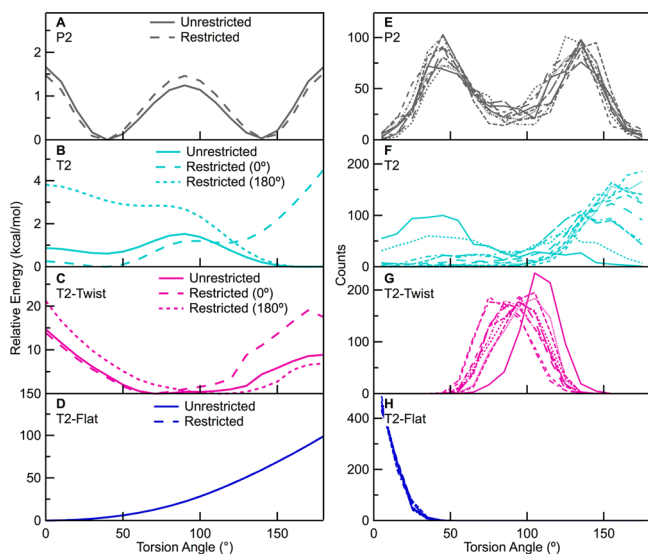 A
P2
Unrestricted
Restricted
2
1
0
B
T2
Unrestricted
Restricted (0º)
Restricted (180º)
4
2
0
C
T2-Twist
Unrestricted
Restricted (0º)
Restricted (180º)
20
10
150
D
T2-Flat
Unrestricted
Restricted
100
75
50
25
0
0
50
100
150
Torsion Angle (°)
Relative Energy (kcal/mol)
E
P2
100
50
0
F
T2
200
100
0
G
T2-Twist
200
100
0
H
T2-Flat
400
200
0
0
50
100
150
Torsion Angle (º)
Counts